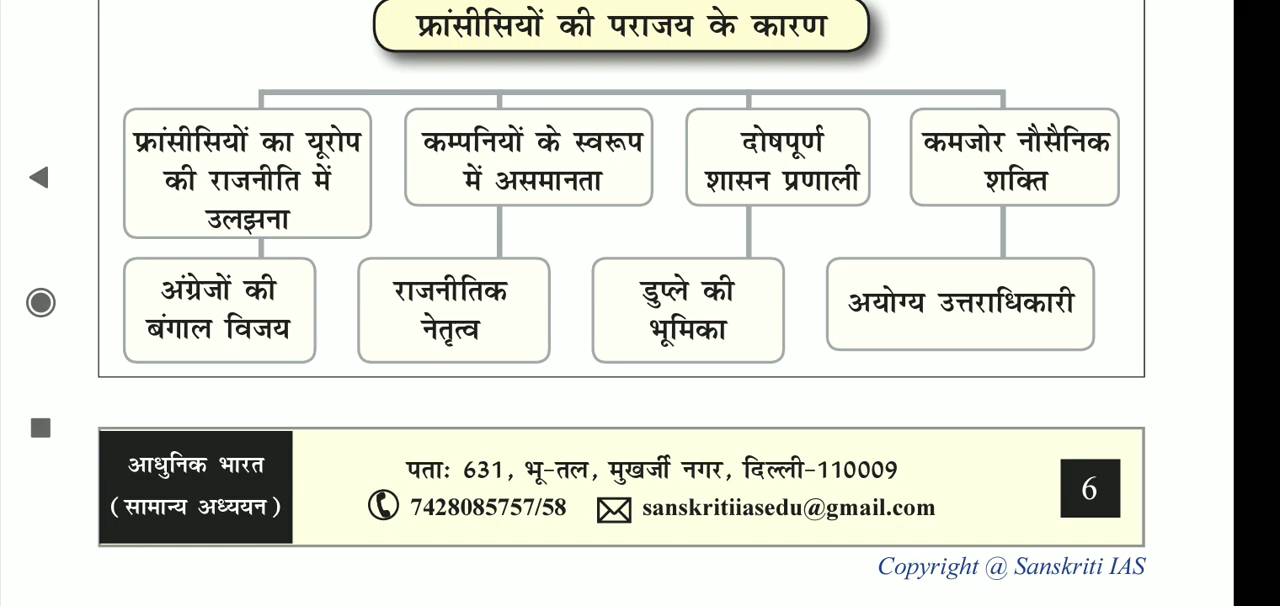 फ्रांसीसियों की पराजय के कारण
फ्रांसीसियों का यूरोप
की राजनीति में
उलझना
कम्पनियों के स्वरूप
में असमानता
दोषपूर्ण
शासन प्रणाली
कमजोर नौसैनिक
शक्ति
अंग्रेजों की
बंगाल विजय
राजनीतिक
नेतृत्व
डुप्ले की
भूमिका
अयोग्य उत्तराधिकारी
आधुनिक भारत
(सामान्य अध्ययन)
पताः 631, भू-तल, मुखर्जी नगर, दिल्ली-110009
7428085757/58 sanskritiiasedu@gmail.com
6
Copyright @ Sanskriti IAS